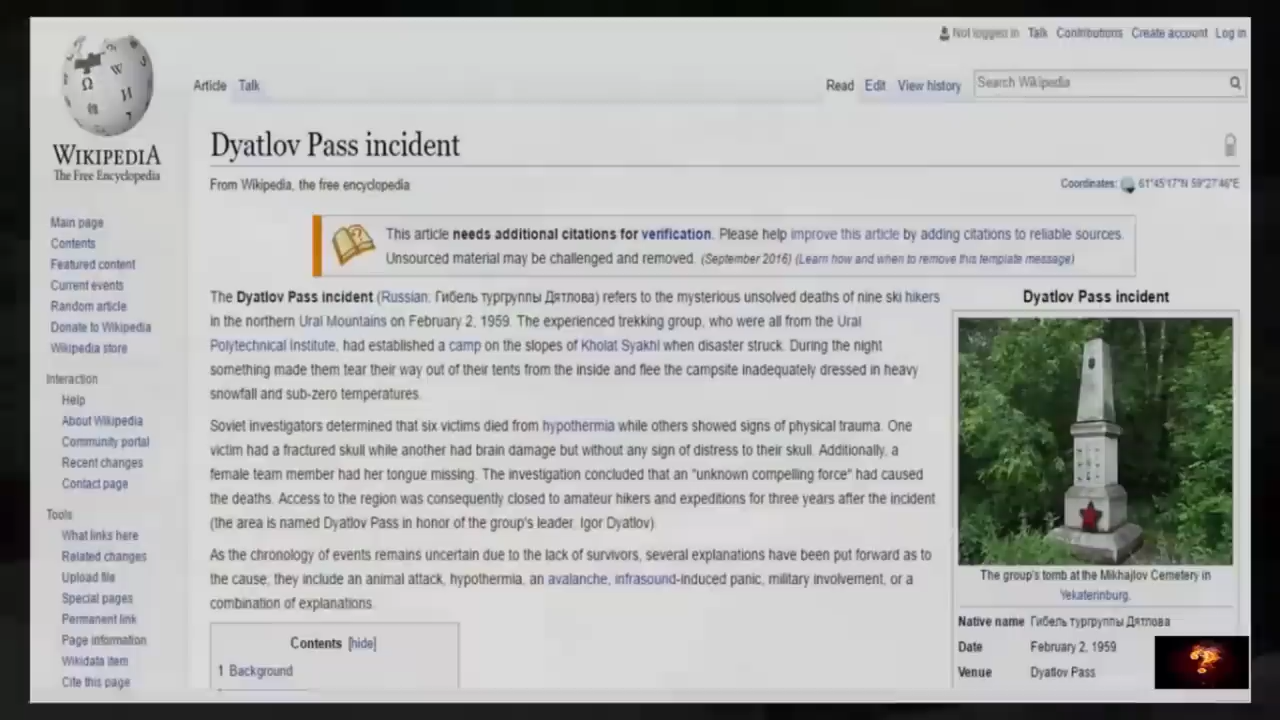 Not logged in Talk Contributions Create account Log in
Article Talk
Read Edit View history Search Wikipedia
WIKIPEDIA
The Free Encyclopedia
Dyatlov Pass incident
From Wikipedia, the free encyclopedia
Coordinates: 61°45'17"N 59°27'46"E
Main page
Contents
Featured content
Current events
Random article
Donate to Wikipedia
Wikipedia store
Interaction
Help
About Wikipedia
Community portal
Recent changes
Contact page
Tools
What links here
Related changes
Upload file
Special pages
Permanent link
Page information
Wikidata item
Cite this page
This article needs additional citations for verification. Please help improve this article by adding citations to reliable sources.
Unsourced material may be challenged and removed. (September 2016) (Learn how and when to remove this template message)
The Dyatlov Pass incident (Russian: Гибель тургруппы Дятлова) refers to the mysterious unsolved deaths of nine ski hikers
in the northern Ural Mountains on February 2, 1959. The experienced trekking group, who were all from the Ural
Polytechnical Institute, had established a camp on the slopes of Kholat Syakhl when disaster struck. During the night
something made them tear their way out of their tents from the inside and flee the campsite inadequately dressed in heavy
snowfall and sub-zero temperatures.
Soviet investigators determined that six victims died from hypothermia while others showed signs of physical trauma. One
victim had a fractured skull while another had brain damage but without any sign of distress to their skull. Additionally, a
female team member had her tongue missing. The investigation concluded that an "unknown compelling force" had caused
the deaths. Access to the region was consequently closed to amateur hikers and expeditions for three years after the incident
(the area is named Dyatlov Pass in honor of the group's leader, Igor Dyatlov).
As the chronology of events remains uncertain due to the lack of survivors, several explanations have been put forward as to
the cause; they include an animal attack, hypothermia, an avalanche, infrasound-induced panic, military involvement, or a
combination of explanations.
Contents [hide]
1 Background
Dyatlov Pass incident
The group's tomb at the Mikhajlov Cemetery in
Yekaterinburg.
Native name Гибель тургруппы Дятлова
Date February 2, 1959
Venue Dyatlov Pass